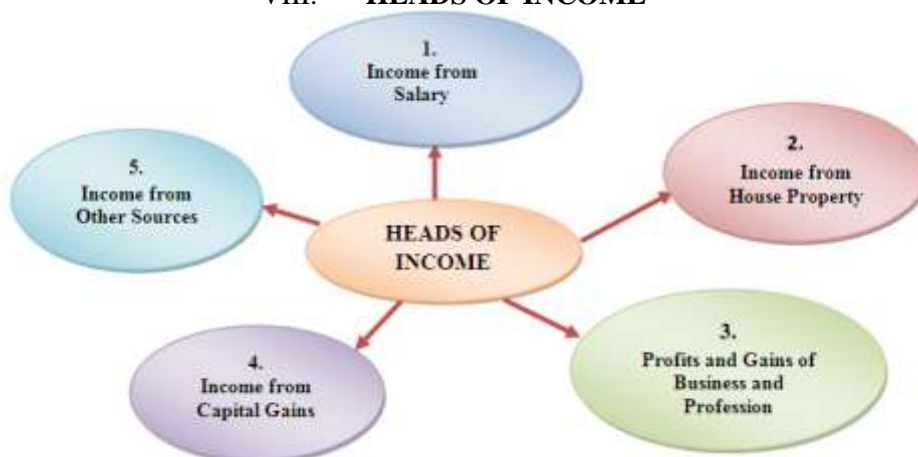 VIII. HEADS OF INCOME
1.
Income from
Salary
2.
Income from
House Property
3.
Profits and Gains of
Business and
Profession
4.
Income from
Capital Gains
5.
Income from
Other Sources
HEADS OF
INCOME